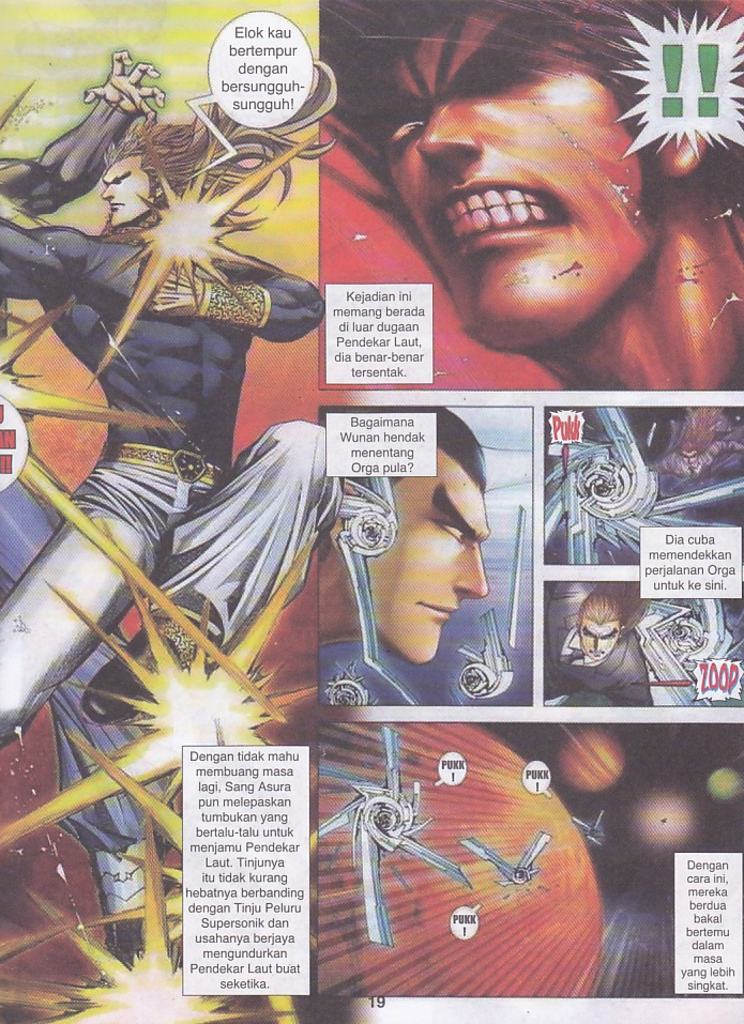 Elok kau
bertempur
dengan
bersungguh-
sungguh!
!!
Kejadian ini
memang berada
di luar dugaan
Pendekar Laut,
dia benar-benar
tersentak.
Bagaimana
Wunan hendak
menentang
Orga pula?
Pukk
Dia cuba
memendekkan
perjalanan Orga
untuk ke sini.
ZOOP
Dengan tidak mahu
membuang masa
lagi, Sang Asura
pun melepaskan
tumbukan yang
bertalu-talu untuk
menjamu Pendekar
Laut. Tinjunya
itu tidak kurang
hebatnya berbanding
dengan Tinju Peluru
Supersonik dan
usahanya berjaya
mengundurkan
Pendekar Laut buat
seketika.
PUKK
!
PUKK
!
PUKK
!
Dengan
cara ini,
mereka
berdua
bakal
bertemu
dalam
masa
yang lebih
singkat.
19